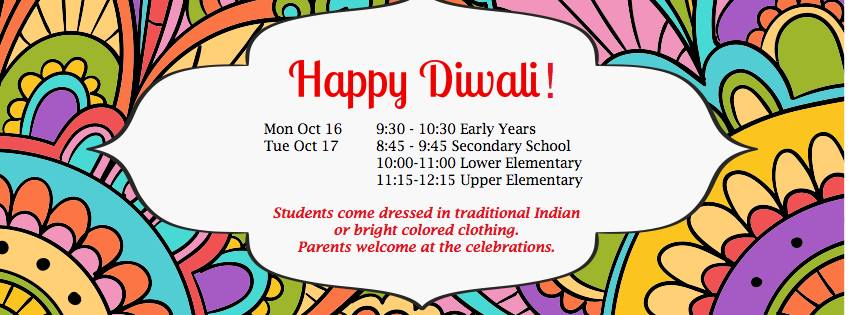 Happy Diwali!
Mon Oct 16 9:30 - 10:30 Early Years
Tue Oct 17 8:45 - 9:45 Secondary School
10:00-11:00 Lower Elementary
11:15-12:15 Upper Elementary
Students come dressed in traditional Indian
or bright colored clothing.
Parents welcome at the celebrations.